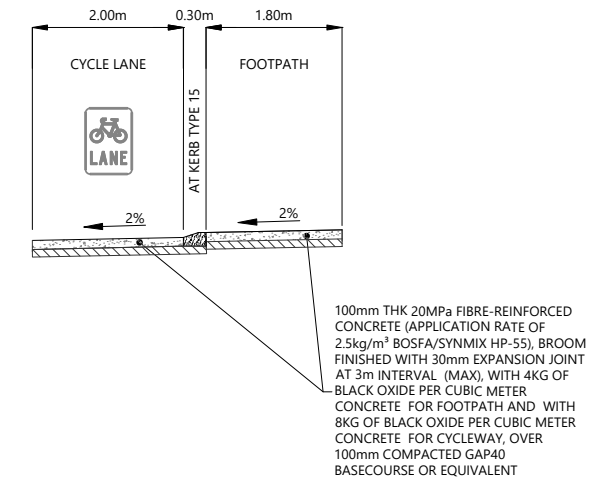 2.00m 0.30m 1.80m
CYCLE LANE
FOOTPATH
AT KERB TYPE 15
LANE
2%
2%
100mm THK 20MPa FIBRE-REINFORCED
CONCRETE (APPLICATION RATE OF
2.5kg/m³ BOSFA/SYNMIX HP-55), BROOM
FINISHED WITH 30mm EXPANSION JOINT
AT 3m INTERVAL (MAX), WITH 4KG OF
BLACK OXIDE PER CUBIC METER
CONCRETE FOR FOOTPATH AND WITH
8KG OF BLACK OXIDE PER CUBIC METER
CONCRETE FOR CYCLEWAY, OVER
100mm COMPACTED GAP40
BASECOURSE OR EQUIVALENT